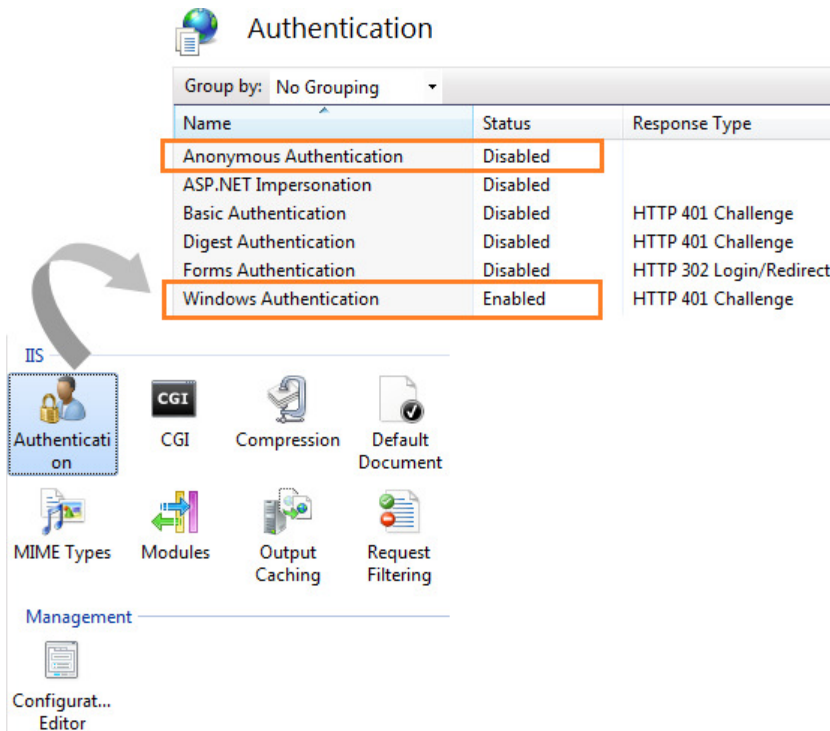 Authentication
Group by: No Grouping
Name Status Response Type
Anonymous Authentication Disabled
ASP.NET Impersonation Disabled
Basic Authentication Disabled HTTP 401 Challenge
Digest Authentication Disabled HTTP 401 Challenge
Forms Authentication Disabled HTTP 302 Login/Redirect
Windows Authentication Enabled HTTP 401 Challenge
IIS
CGI
Authenticati CGI Compression Default
on Document
MIME Types Modules Output Request
Caching Filtering
Management
Configurat...
Editor